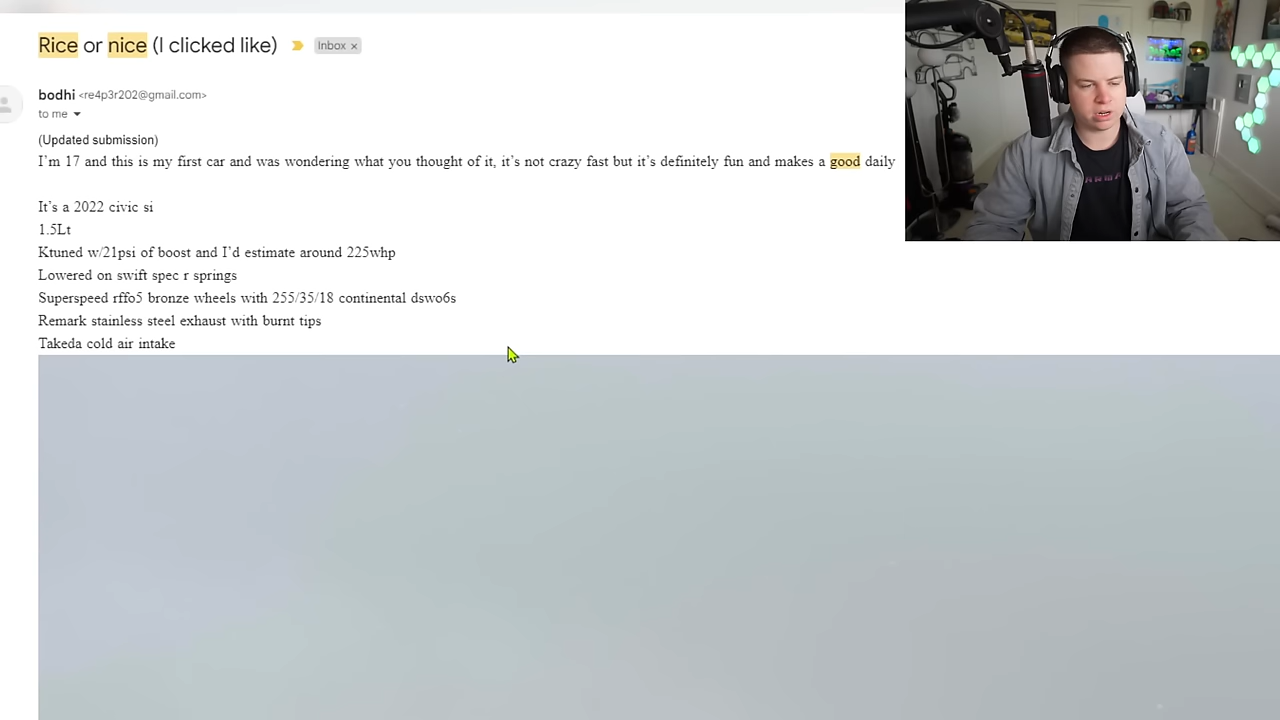 Rice or nice (I clicked like)
Inbox ×
bodhi <re4p3r202@gmail.com>
to me
(Updated submission)
I'm 17 and this is my first car and was wondering what you thought of it, it's not crazy fast but it's definitely fun and makes a good daily
It's a 2022 civic si
1.5Lt
Ktuned w/21psi of boost and I'd estimate around 225whp
Lowered on swift spec r springs
Superspeed rffo5 bronze wheels with 255/35/18 continental dswo6s
Remark stainless steel exhaust with burnt tips
Takeda cold air intake